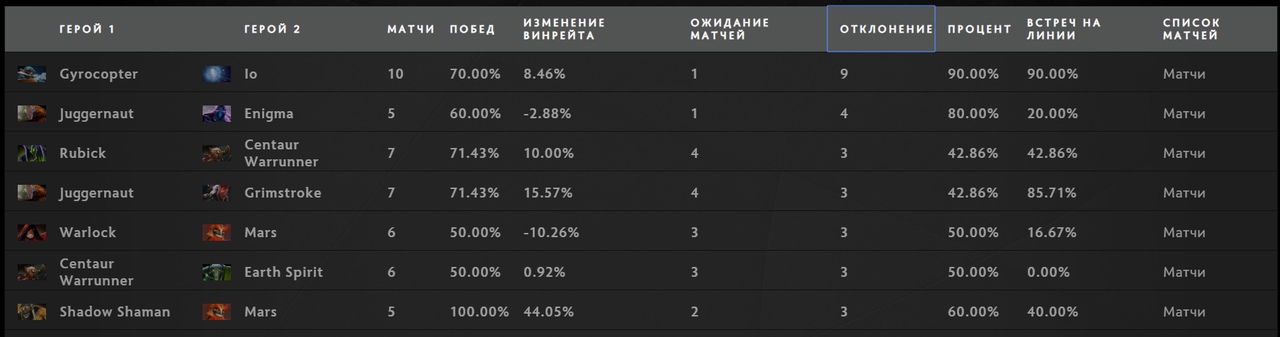 ГЕРОЙ 1 ГЕРОЙ 2 МАТЧИ ПОБЕД ИЗМЕНЕНИЕ ВИНРЕЙТА ОЖИДАНИЕ МАТЧЕЙ ОТКЛОНЕНИЕ ПРОЦЕНТ ВСТРЕЧ НА ЛИНИИ СПИСОК МАТЧЕЙ
Gyrocopter Io 10 70.00% 8.46% 1 9 90.00% 90.00% Матчи
Juggernaut Enigma 5 60.00% -2.88% 1 4 80.00% 20.00% Матчи
Rubick Centaur Warrunner 7 71.43% 10.00% 4 3 42.86% 42.86% Матчи
Juggernaut Grimstroke 7 71.43% 15.57% 4 3 42.86% 85.71% Матчи
Warlock Mars 6 50.00% -10.26% 3 3 50.00% 16.67% Матчи
Centaur Warrunner Earth Spirit 6 50.00% 0.92% 3 3 50.00% 0.00% Матчи
Shadow Shaman Mars 5 100.00% 44.05% 2 3 60.00% 40.00% Матчи